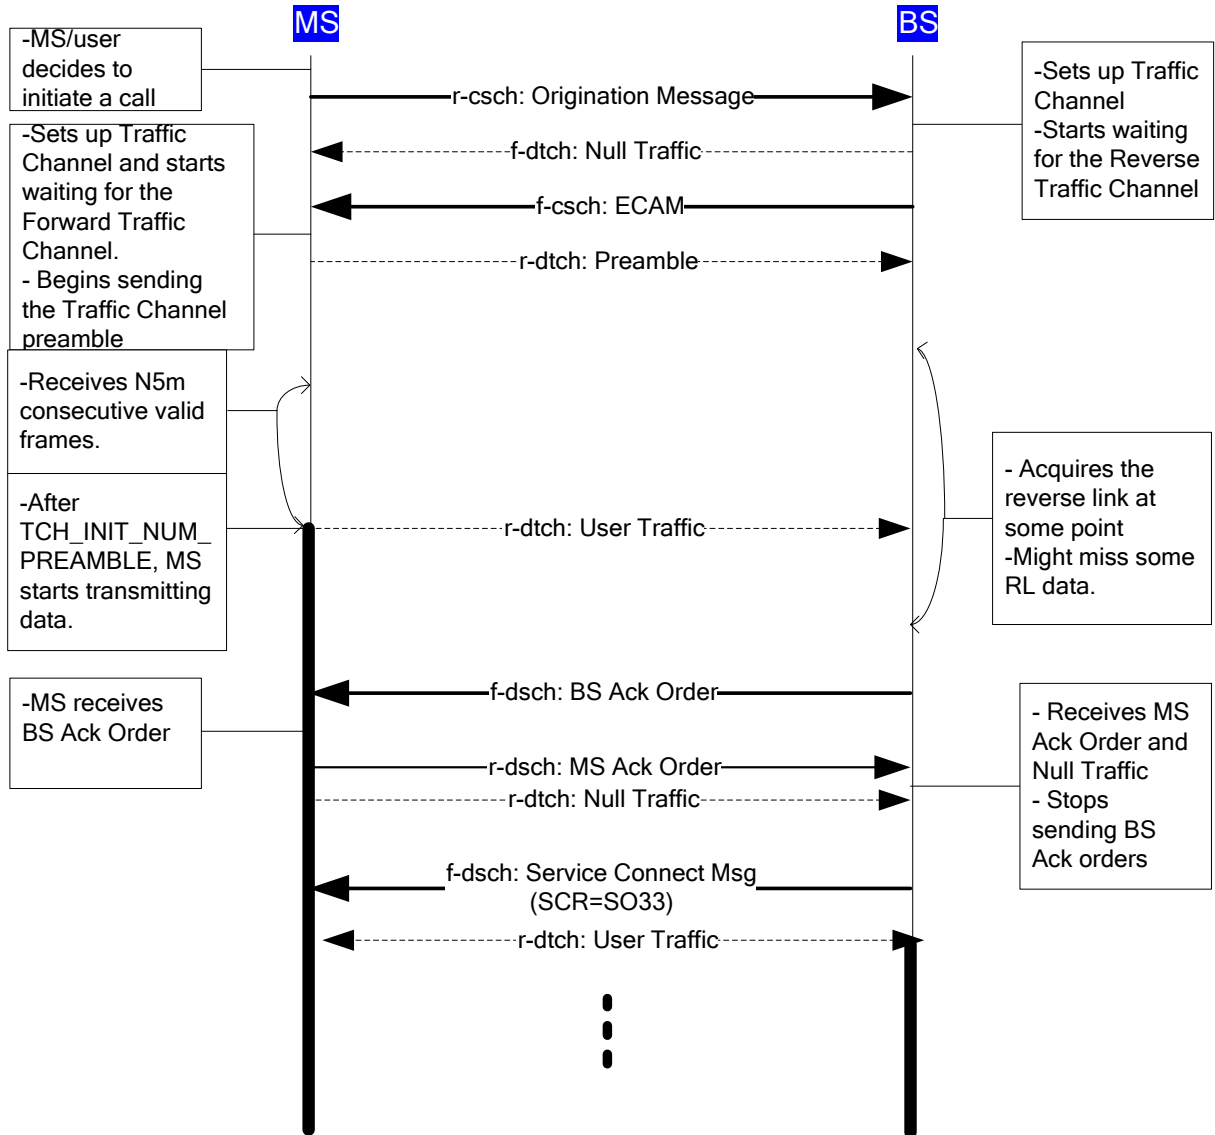 MS
BS
-MS/user
decides to
initiate a call
r-csch: Origination Message
-Sets up Traffic
Channel
-Starts waiting
for the Reverse
Traffic Channel
-Sets up Traffic
Channel and starts
waiting for the
Forward Traffic
Channel.
- Begins sending
the Traffic Channel
preamble
f-dtch: Null Traffic
f-csch: ECAM
r-dtch: Preamble
-Receives N5m
consecutive valid
frames.
-After
TCH_INIT_NUM_
PREAMBLE, MS
starts transmitting
data.
r-dtch: User Traffic
- Acquires the
reverse link at
some point
-Might miss some
RL data.
f-dsch: BS Ack Order
-MS receives
BS Ack Order
r-dsch: MS Ack Order
r-dtch: Null Traffic
- Receives MS
Ack Order and
Null Traffic
- Stops
sending BS
Ack orders
f-dsch: Service Connect Msg
(SCR=SO33)
r-dtch: User Traffic